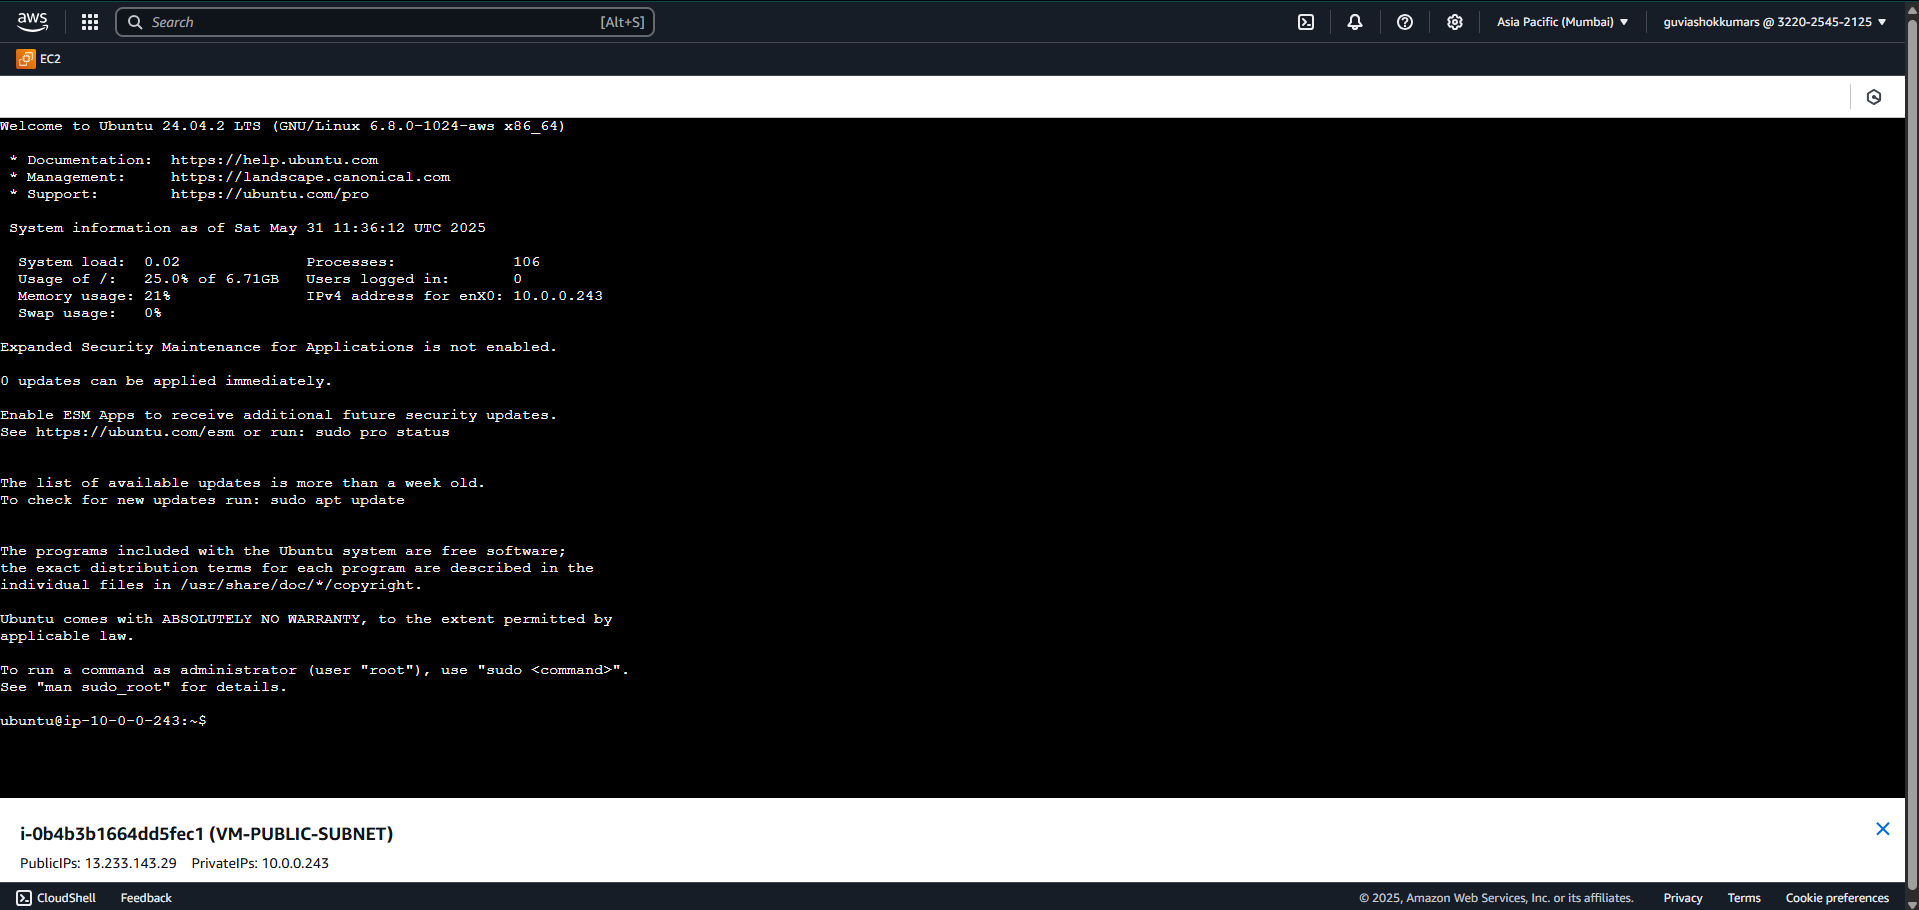 aws Search [Alt+S] Asia Pacific (Mumbai) guviashokkumars @ 3220-2545-2125
EC2
Welcome to Ubuntu 24.04.2 LTS (GNU/Linux 6.8.0-1024-aws x86_64)
* Documentation: https://help.ubuntu.com
* Management: https://landscape.canonical.com
* Support: https://ubuntu.com/pro
System information as of Sat May 31 11:36:12 UTC 2025
System load: 0.02 Processes: 106
Usage of /: 25.0% of 6.71GB Users logged in: 0
Memory usage: 21% IPv4 address for enX0: 10.0.0.243
Swap usage: 0%
Expanded Security Maintenance for Applications is not enabled.
0 updates can be applied immediately.
Enable ESM Apps to receive additional future security updates.
See https://ubuntu.com/esm or run: sudo pro status
The list of available updates is more than a week old.
To check for new updates run: sudo apt update
The programs included with the Ubuntu system are free software;
the exact distribution terms for each program are described in the
individual files in /usr/share/doc/*/copyright.
Ubuntu comes with ABSOLUTELY NO WARRANTY, to the extent permitted by
applicable law.
To run a command as administrator (user "root"), use "sudo <command>".
See "man sudo_root" for details.
ubuntu@ip-10-0-0-243:~$
i-0b4b3b1664dd5fec1 (VM-PUBLIC-SUBNET)
PublicIPs: 13.233.143.29 PrivateIPs: 10.0.0.243
CloudShell Feedback © 2025, Amazon Web Services, Inc. or its affiliates. Privacy Terms Cookie preferences